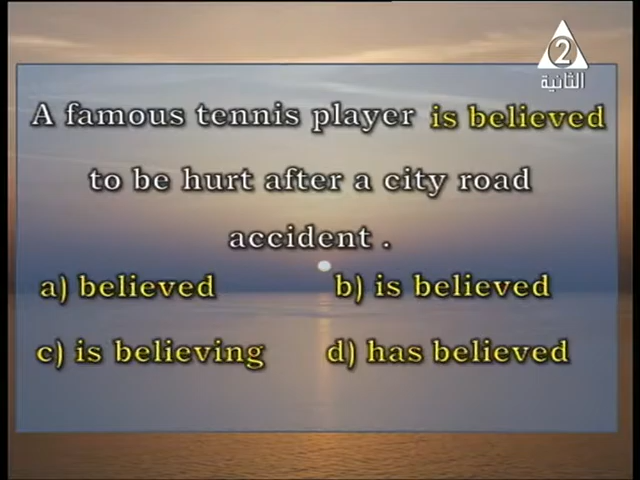 2
الثانية
A famous tennis player is believed
to be hurt after a city road
accident .
a) believed b) is believed
c) is believing d) has believed